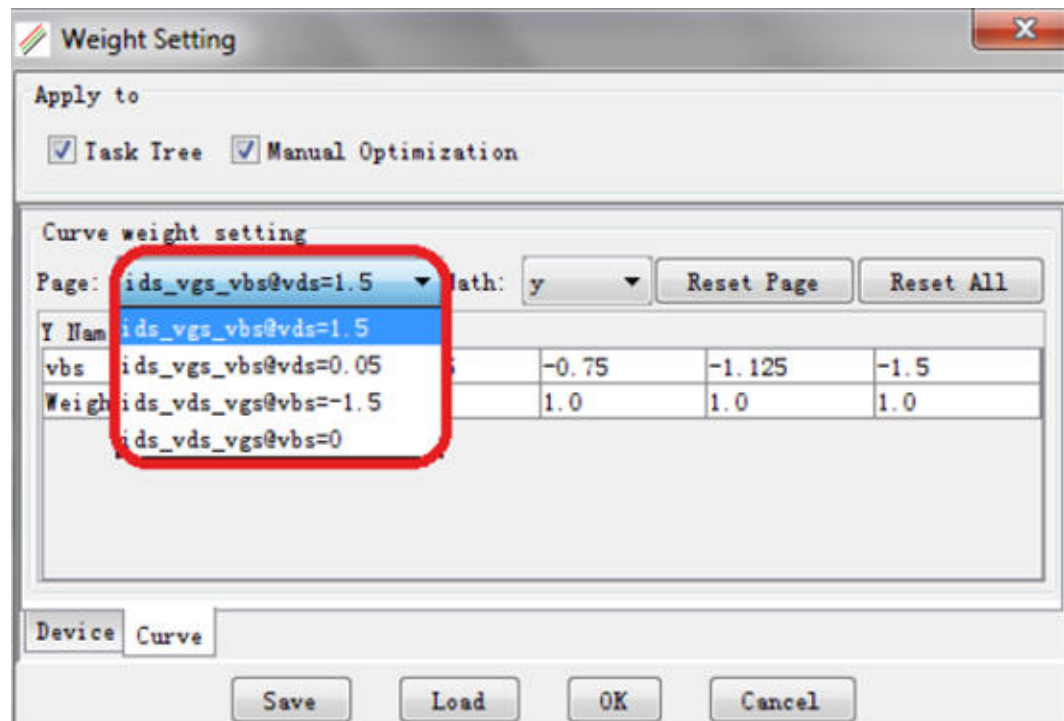 Weight Setting
Apply to
Task Tree Manual Optimization
Curve weight setting
Page: ids_vgs_vbs@vds=1.5 y Reset Page Reset All
ids_vgs_vbs@vds=1.5
vbs ids_vgs_vbs@vds=0.05 -0.75 -1.125 -1.5
ids_vds_vgs@vbs=-1.5 1.0 1.0 1.0
ids_vds_vgs@vbs=0
Device Curve
Save Load OK Cancel